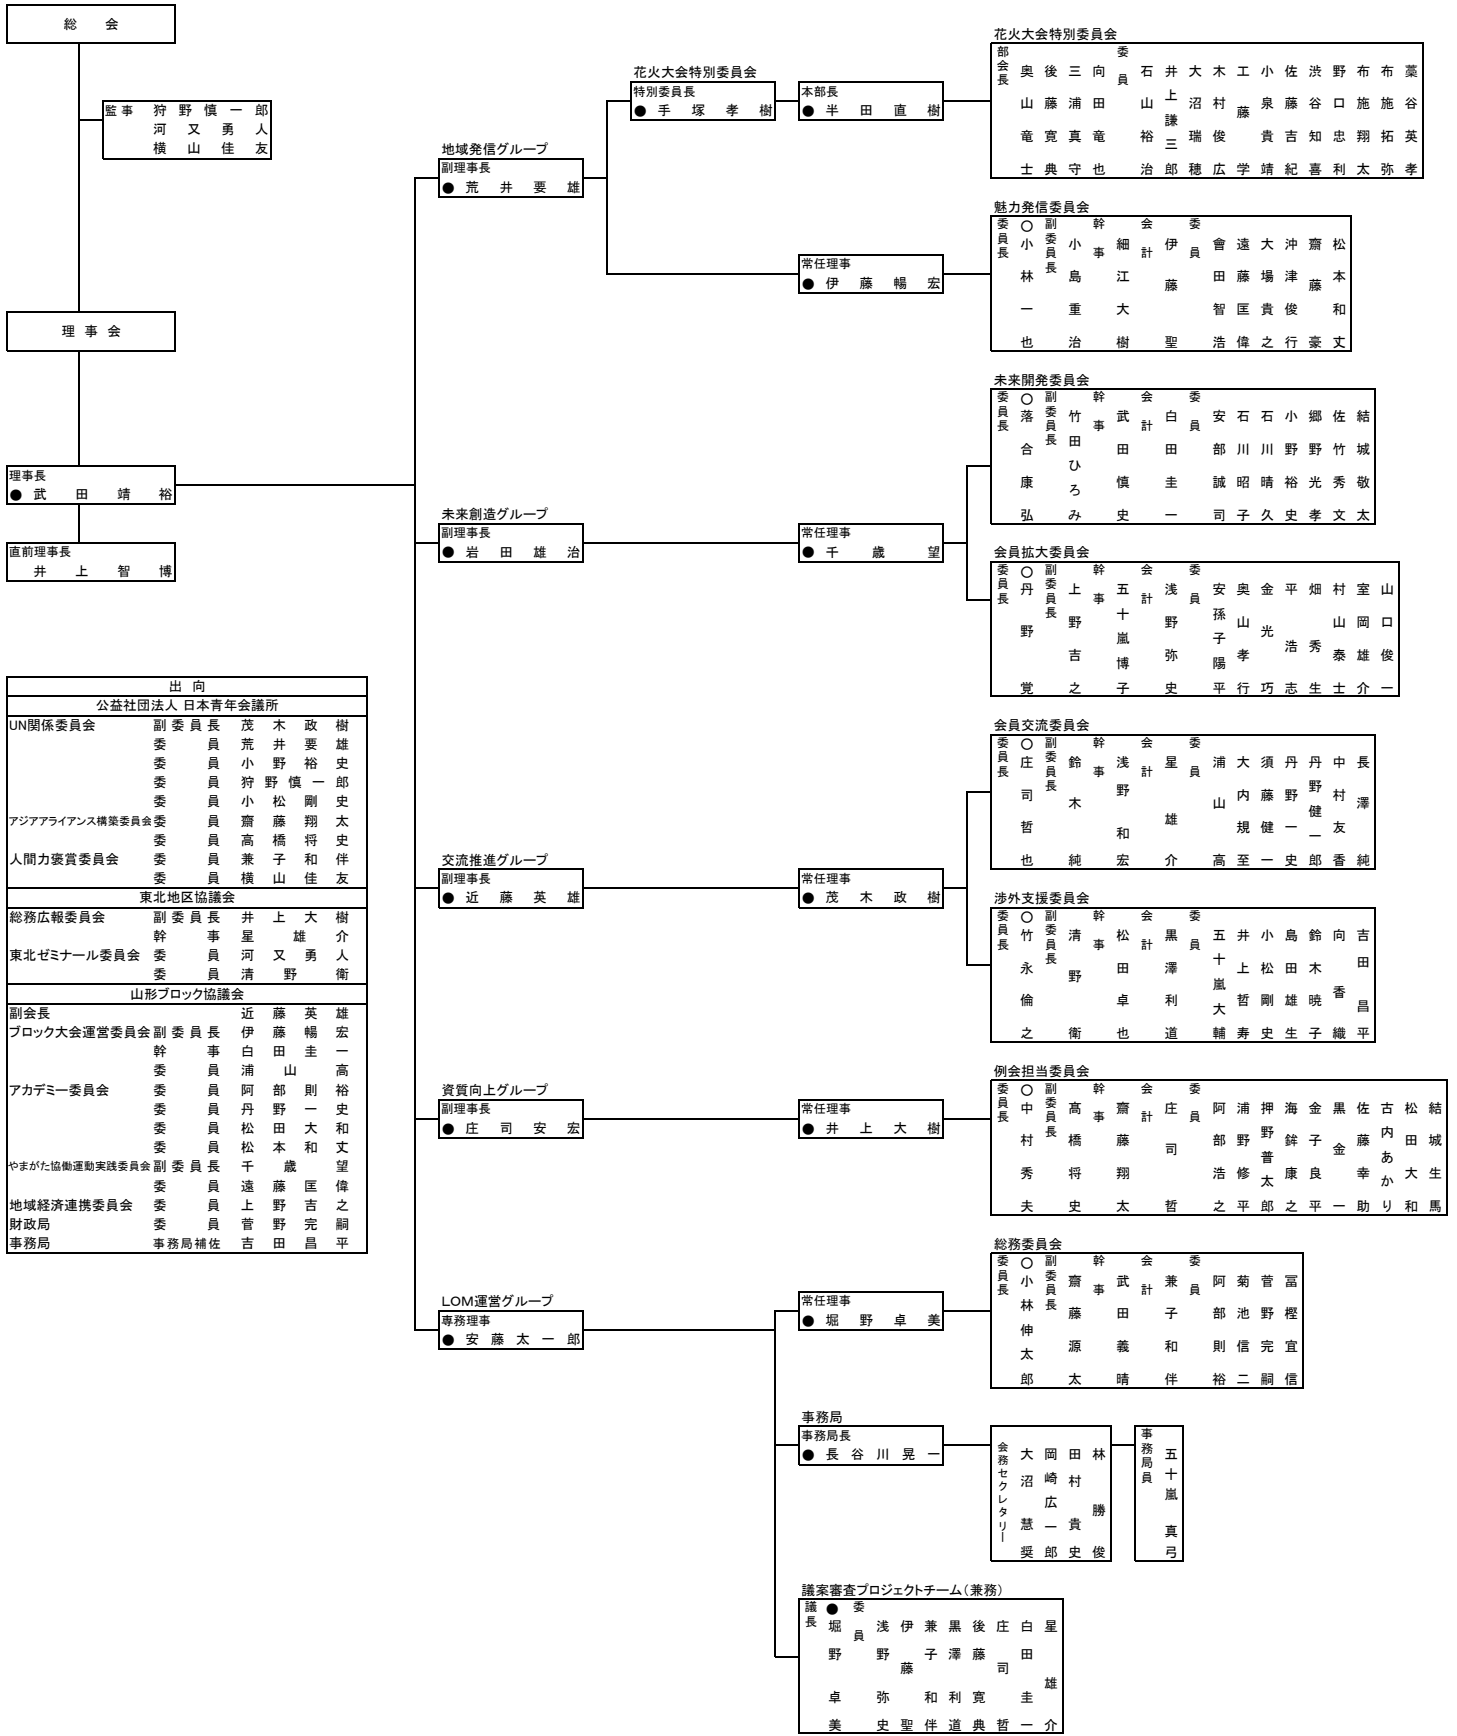 総会
監事 狩野慎一郎
河又勇人
横山佳友
理事会
理事長
●武田靖裕
直前理事長
井上智博
地域発信グループ
副理事長
●荒井要雄
花火大会特別委員会
特別委員長
●手塚孝樹
本部長
●半田直樹
花火大会特別委員会
部会長
奥山竜士
後藤寛典
三浦真守
向田竜也
委員
石山裕治
井上謙三郎
大沼瑞穂
木村俊広
工藤学
小泉貴靖
佐藤吉紀
渋谷知喜
野口忠利
布施翔太
布施拓弥
藁谷英孝
常任理事
●伊藤暢宏
魅力発信委員会
委員長
○小林一也
副委員長
小島重治
幹事
細江大樹
会計
伊藤聖
委員
會田智浩
遠藤匡偉
大場貴之
沖津俊行
齋藤豪
松本和丈
未来創造グループ
副理事長
●岩田雄治
常任理事
●千歳望
未来開発委員会
委員長
○落合康弘
副委員長
竹田ひろみ
幹事
武田慎史
会計
白田圭一
委員
安部誠司
石川昭子
石川晴久
小野裕史
郷野光孝
佐竹秀文
結城敬太
会員拡大委員会
委員長
○丹野覚
副委員長
上野吉之
幹事
五十嵐博子
会計
浅野弥史
委員
安孫子陽平
奥山孝行
金光巧
平浩志
畑秀生
村山泰士
室岡雄介
山口俊一
交流推進グループ
副理事長
●近藤英雄
常任理事
●茂木政樹
会員交流委員会
委員長
○庄司哲也
副委員長
鈴木純
幹事
浅野和宏
会計
星雄介
委員
浦山高
大内規至
須藤健一
丹野一史
丹野健一郎
中村友香
長澤純
渉外支援委員会
委員長
○竹永倫之
副委員長
清野衛
幹事
松田卓也
会計
黒澤利道
委員
五十嵐大輔
井上哲寿
小松剛史
島田雄生
鈴木暁子
向香織
吉田昌平
資質向上グループ
副理事長
●庄司安宏
常任理事
●井上大樹
例会担当委員会
委員長
○中村秀夫
副委員長
髙橋将史
幹事
齋藤翔太
会計
庄司哲
委員
阿部浩之
浦野修平
押野普太郎
海鉾康之
金子良平
黒金一
佐藤幸助
古内あかり
松田大和
結城生馬
LOM運営グループ
専務理事
●安藤太一郎
常任理事
●堀野卓美
総務委員会
委員長
○小林伸太郎
副委員長
齋藤源太
幹事
武田義晴
会計
兼子和伴
委員
阿部則裕
菊池信二
菅野完嗣
冨樫宜信
事務局
事務局長
●長谷川晃一
会務セクレタリー
大沼慧奨
岡崎広一郎
田村貴史
林勝俊
事務局員
五十嵐真弓
議案審査プロジェクトチーム(兼務)
議長
●堀野卓美
委員
浅野弥史
伊藤聖
兼子和伴
黒澤利道
後藤寛典
庄司哲
白田圭一
星雄介
出向
公益社団法人 日本青年会議所
UN関係委員会 副委員長 茂木政樹
委員 荒井要雄
委員 小野裕史
委員 狩野慎一郎
委員 小松剛史
アジアアライアンス構築委員会 委員 齋藤翔太
委員 高橋将史
人間力褒賞委員会 委員 兼子和伴
委員 横山佳友
東北地区協議会
総務広報委員会 副委員長 井上大樹
幹事 星雄介
東北ゼミナール委員会 委員 河又勇人
委員 清野衛
山形ブロック協議会
副会長 近藤英雄
ブロック大会運営委員会 副委員長 伊藤暢宏
幹事 白田圭一
委員 浦山高
アカデミー委員会 委員 阿部則裕
委員 丹野一史
委員 松田大和
委員 松本和丈
やまがた協働運動実践委員会 副委員長 千歳望
委員 遠藤匡偉
地域経済連携委員会 委員 上野吉之
財政局 委員 菅野完嗣
事務局 事務局補佐 吉田昌平